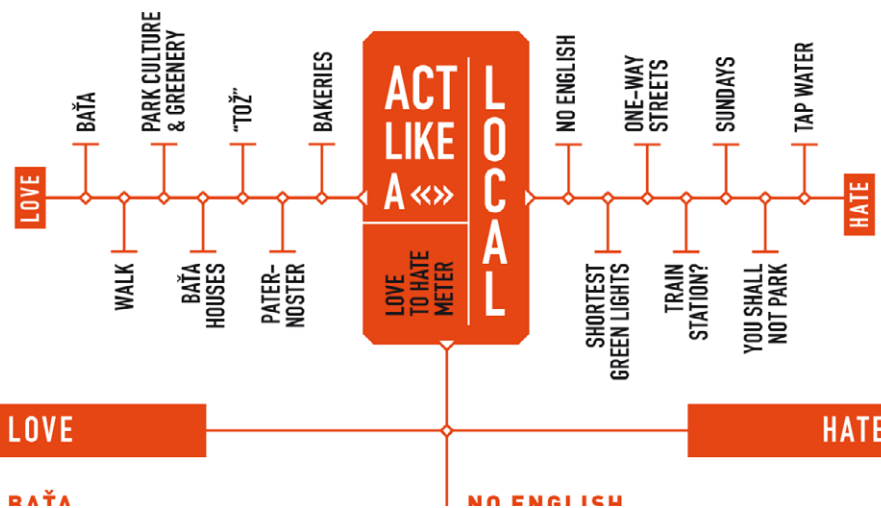 ACT
LIKE
A «»
LOCAL
LOVE
TO HATE
METER
LOVE
BAŤA
WALK
PARK CULTURE
& GREENERY
BAŤA
HOUSES
"TOŽ"
PATER-
NOSTER
BAKERIES
NO ENGLISH
SHORTEST
GREEN LIGHTS
ONE-WAY
STREETS
TRAIN
STATION?
SUNDAYS
YOU SHALL
NOT PARK
TAP WATER
HATE
LOVE
HATE
BAŤA
NO ENGLISH